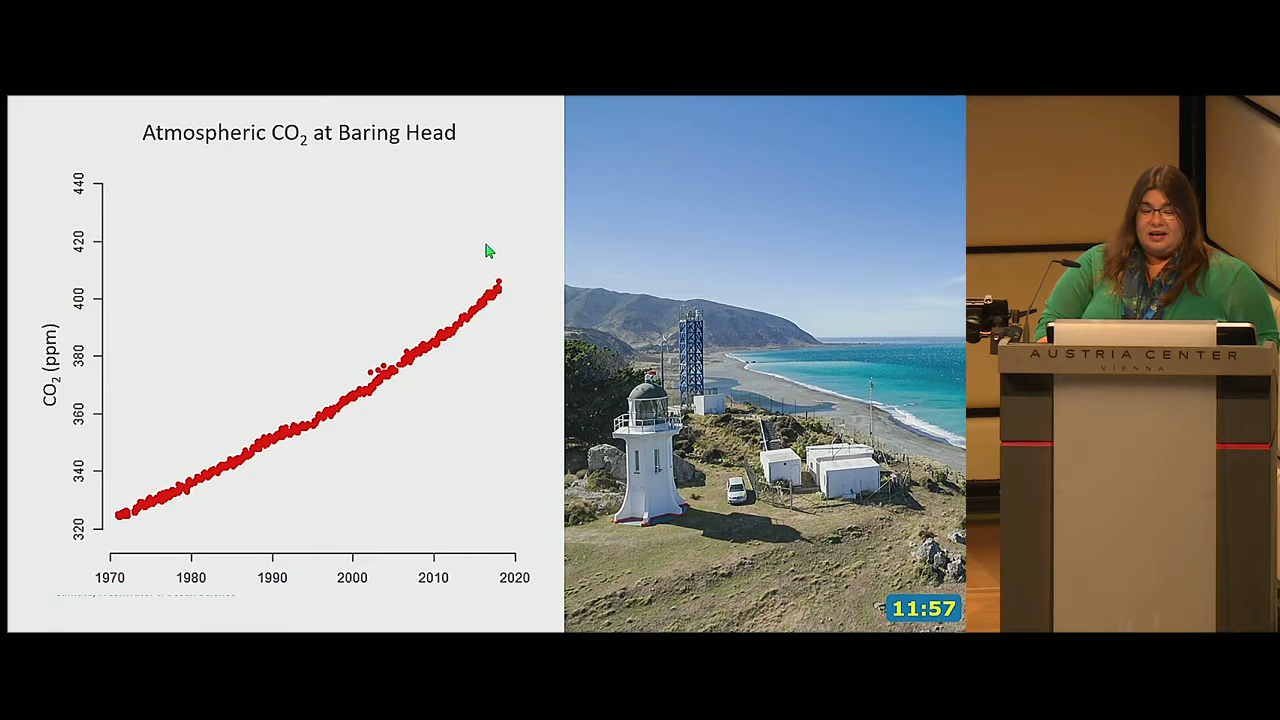 Atmospheric CO₂ at Baring Head
CO₂ (ppm)
440
420
400
380
360
340
320
1970 1980 1990 2000 2010 2020
11:57
AUSTRIA CENTER
VIENNA